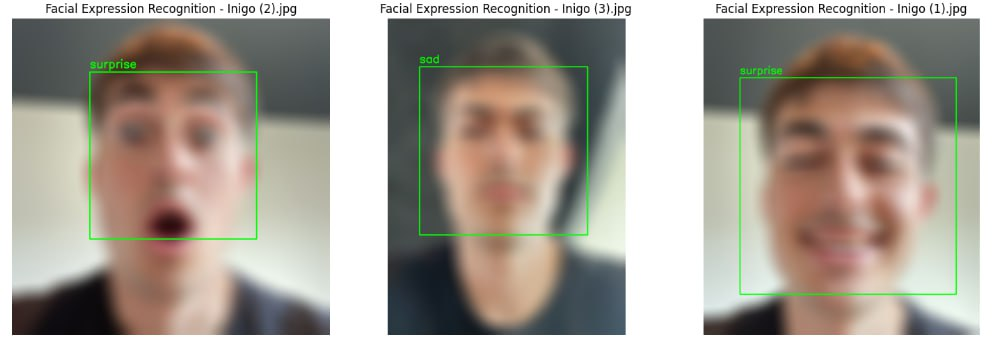 Facial Expression Recognition - Inigo (2).jpg
surprise
Facial Expression Recognition - Inigo (3).jpg
sad
Facial Expression Recognition - Inigo (1).jpg
surprise